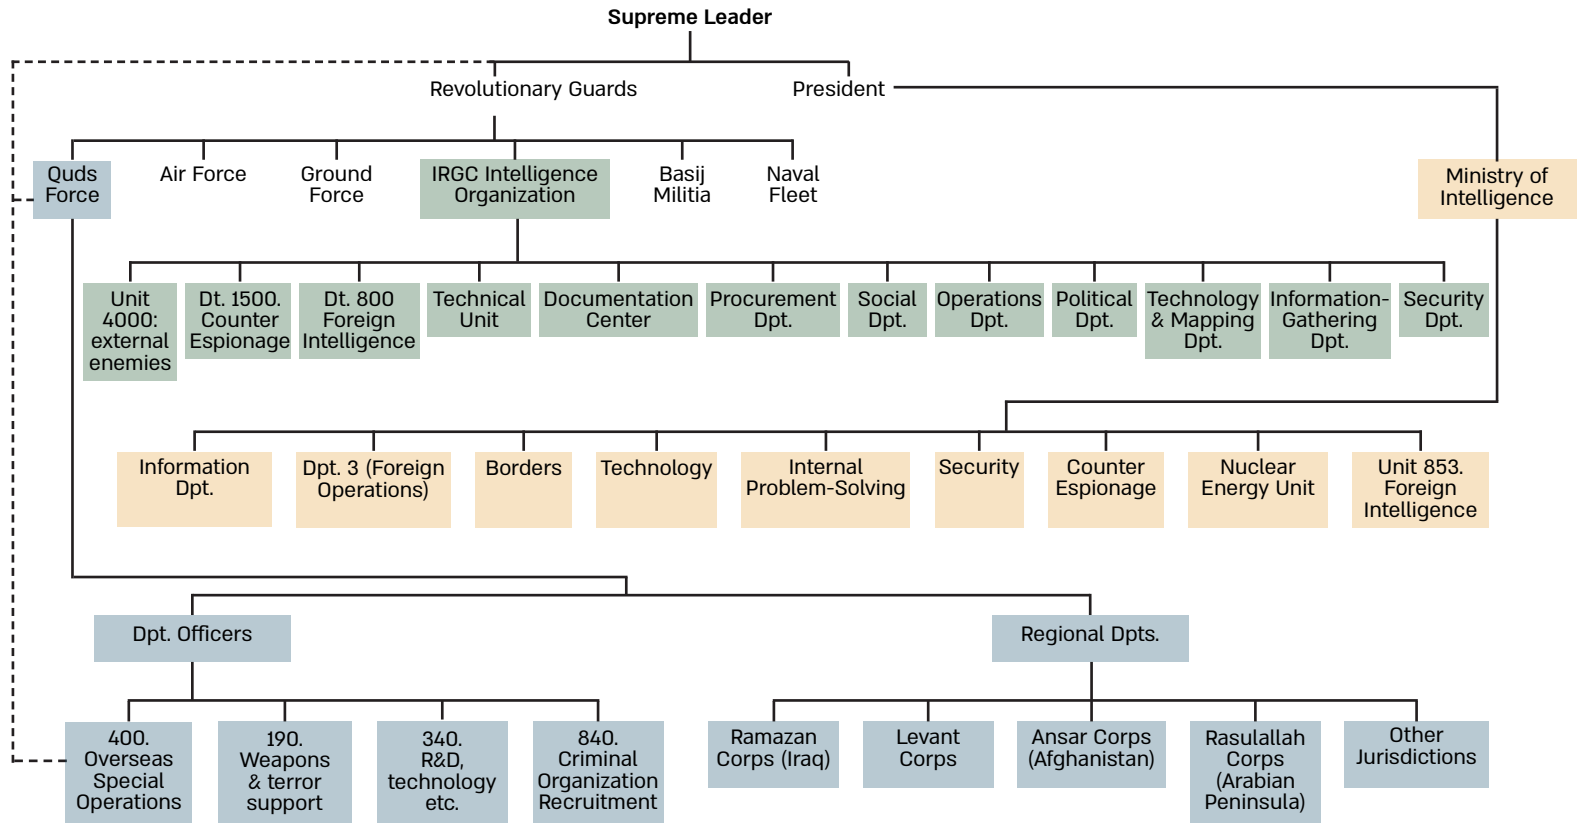 Supreme Leader
Revolutionary Guards
President
Quds
Force
Air Force
Ground
Force
IRGC Intelligence
Organization
Basij
Militia
Naval
Fleet
Ministry of
Intelligence
Unit
4000:
external
enemies
Dt. 1500.
Counter
Espionage
Dt. 800
Foreign
Intelligence
Technical
Unit
Documentation
Center
Procurement
Dpt.
Social
Dpt.
Operations
Dpt.
Political
Dpt.
Technology
& Mapping
Dpt.
Information-
Gathering
Dpt.
Security
Dpt.
Information
Dpt.
Dpt. 3 (Foreign
Operations)
Borders
Technology
Internal
Problem-Solving
Security
Counter
Espionage
Nuclear
Energy Unit
Unit 853.
Foreign
Intelligence
Dpt. Officers
Regional Dpts.
400.
Overseas
Special
Operations
190.
Weapons
& terror
support
340.
R&D,
technology
etc.
840.
Criminal
Organization
Recruitment
Ramazan
Corps (Iraq)
Levant
Corps
Ansar Corps
(Afghanistan)
Rasulallah
Corps
(Arabian
Peninsula)
Other
Jurisdictions